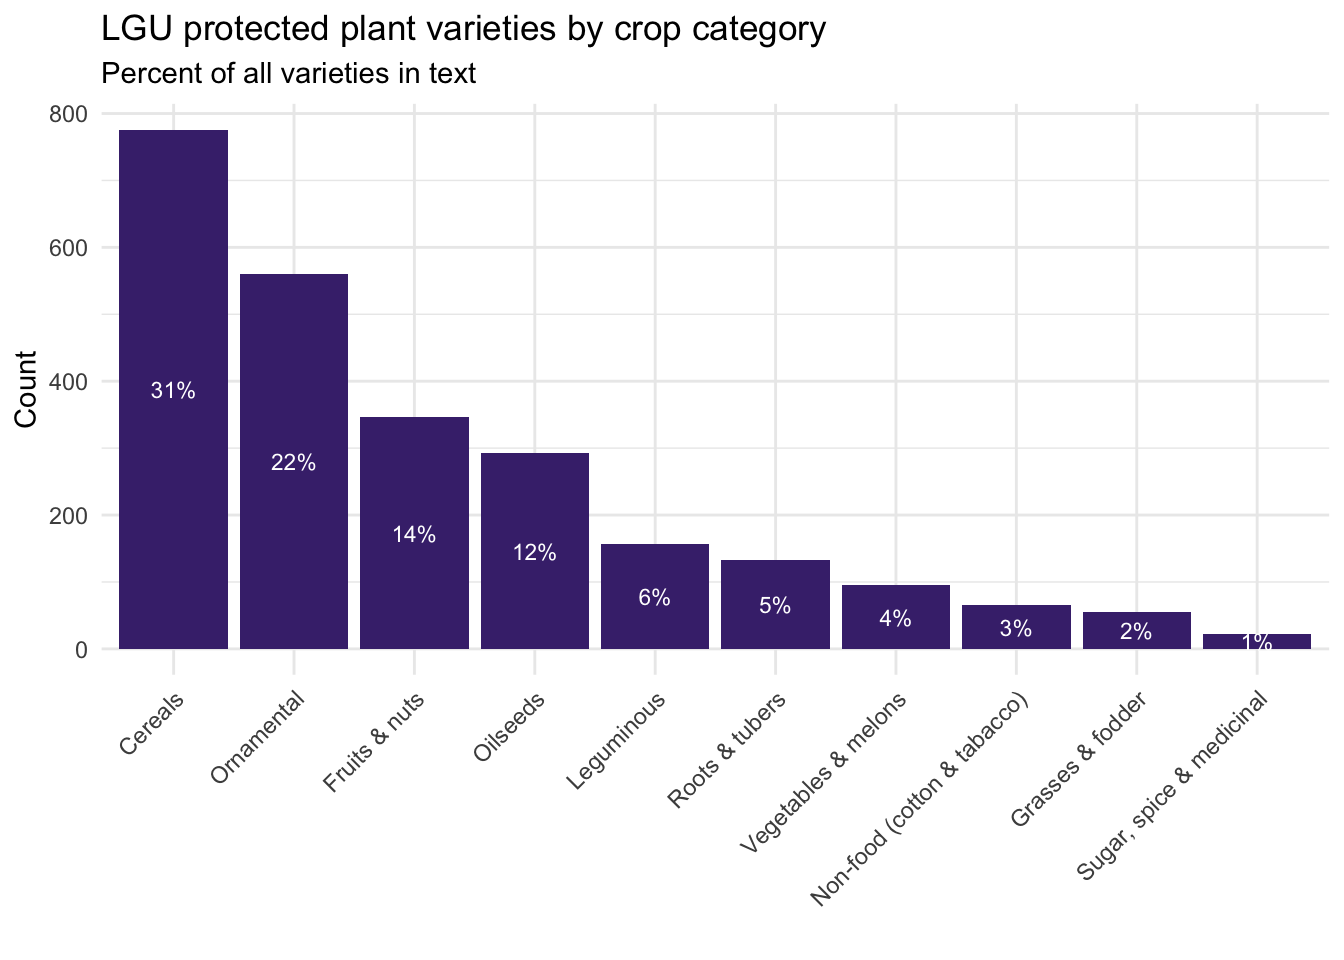 LGU protected plant varieties by crop category
Percent of all varieties in text
Count
800
600
400
200
0
31%
22%
14%
12%
6%
5%
4%
3%
2%
1%
Cereals
Ornamental
Fruits & nuts
Oilseeds
Leguminous
Roots & tubers
Vegetables & melons
Non-food (cotton & tabacco)
Grasses & fodder
Sugar, spice & medicinal